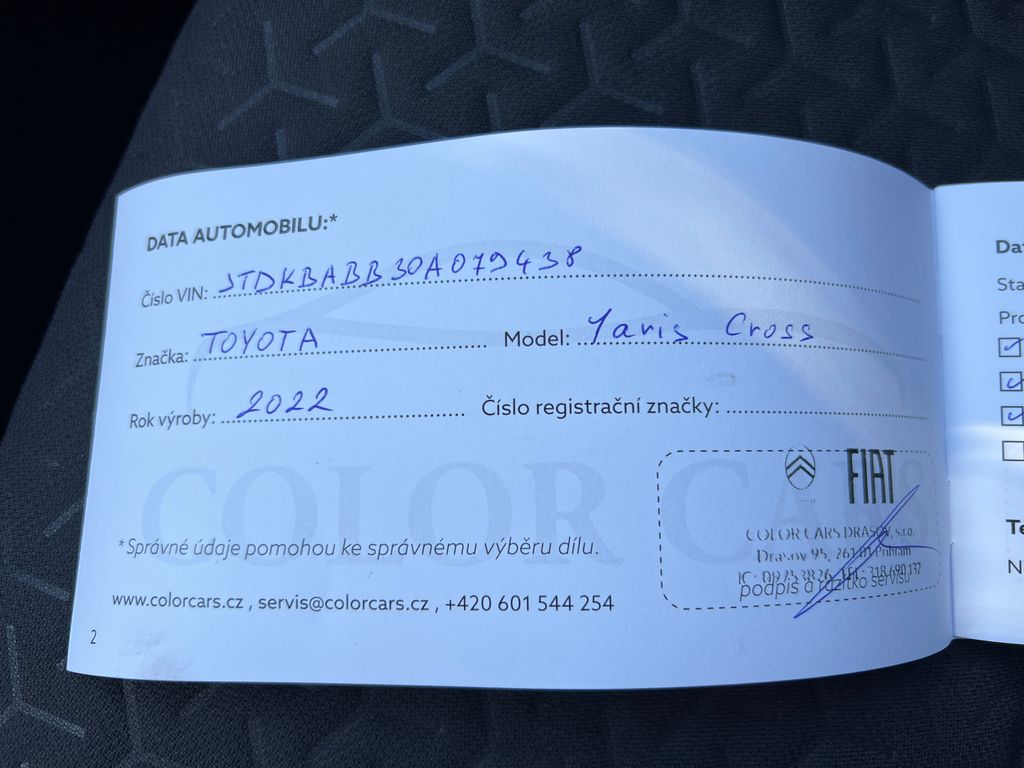 DATA AUTOMOBILU:*
Číslo VIN: JTDKBABB30A079438
Značka: TOYOTA Model: Yaris Cross
Rok výroby: 2022 Číslo registrační značky:
COLOR CARS
FIAT
COLOR CARS DRASOV, s.r.o.
Drasov 95, 261 01 Příbram
podpis a razítko servisu
*Správné údaje pomohou ke správnému výběru dílu.
www.colorcars.cz , servis@colorcars.cz , +420 601 544 254
2